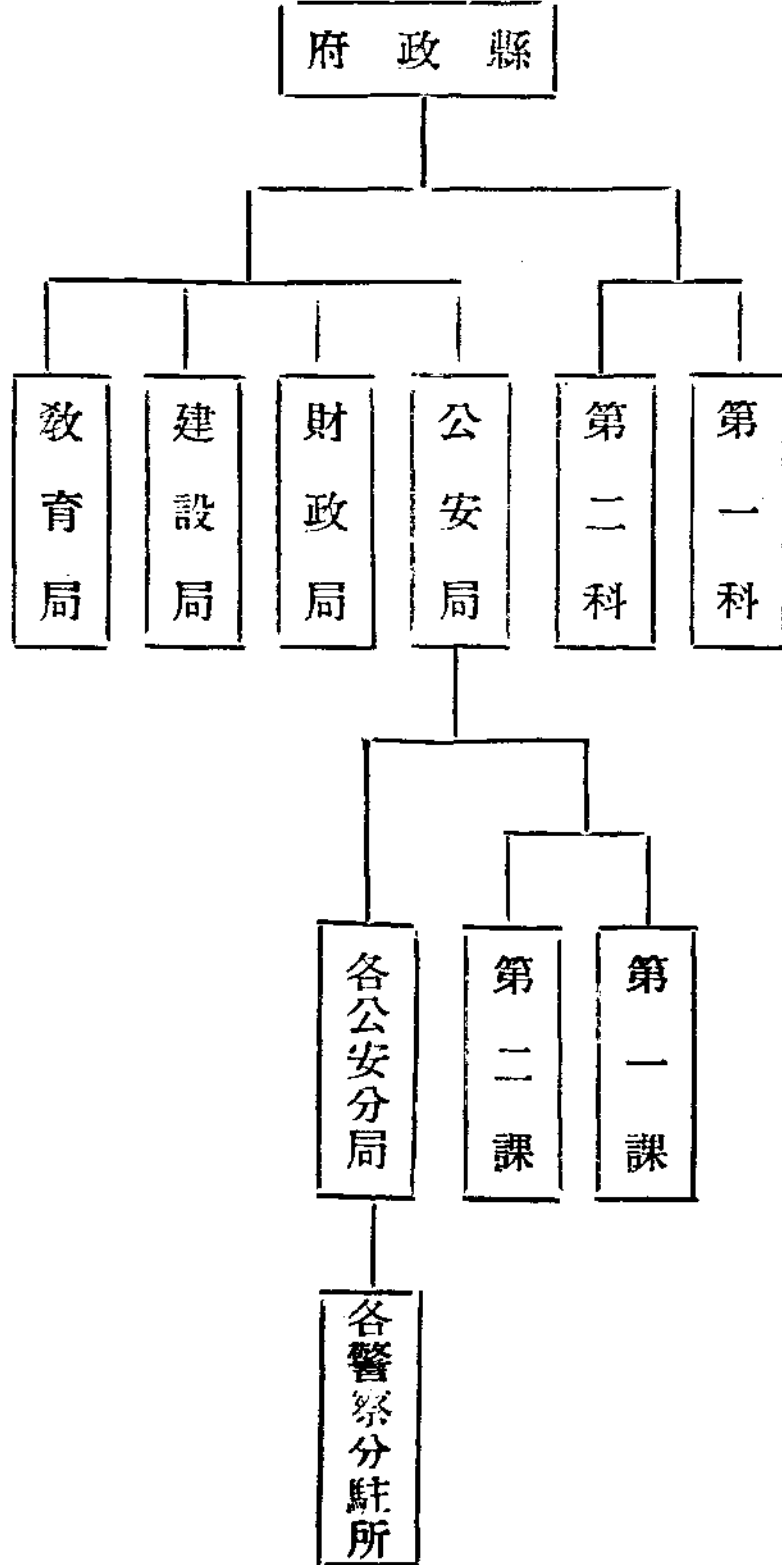 縣政府
第一科
第二科
公安局
財政局
建設局
教育局
第一課
第二課
各公安分局
各警察分駐所